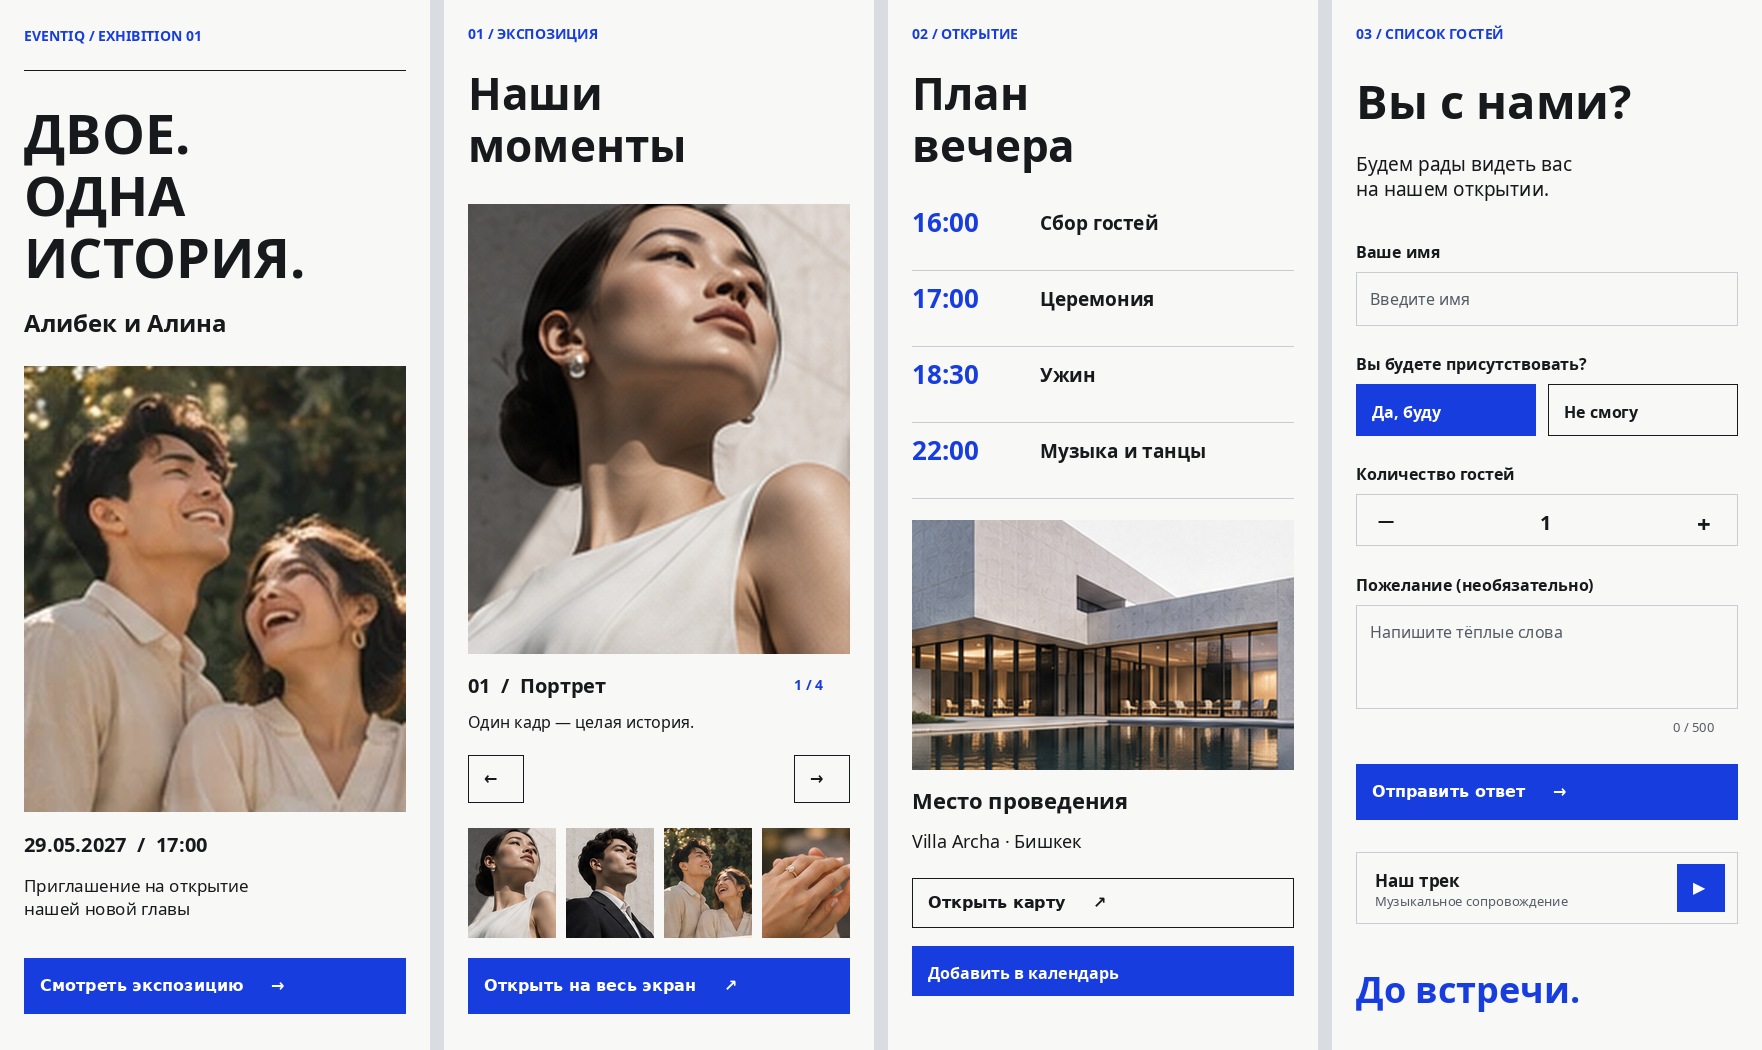 EVENTIQ / EXHIBITION 01
ДВОЕ.
ОДНА
ИСТОРИЯ.
Алибек и Алина
29.05.2027 / 17:00
Приглашение на открытие
нашей новой главы
Смотреть экспозицию →
01 / ЭКСПОЗИЦИЯ
Наши
моменты
01 / Портрет
1 / 4
Один кадр — целая история.
←
→
Открыть на весь экран ↗
02 / ОТКРЫТИЕ
План
вечера
16:00 Сбор гостей
17:00 Церемония
18:30 Ужин
22:00 Музыка и танцы
Место проведения
Villa Archa · Бишкек
Открыть карту ↗
Добавить в календарь
03 / СПИСОК ГОСТЕЙ
Вы с нами?
Будем рады видеть вас
на нашем открытии.
Ваше имя
Введите имя
Вы будете присутствовать?
Да, буду
Не смогу
Количество гостей
— 1 +
Пожелание (необязательно)
Напишите тёплые слова
0 / 500
Отправить ответ →
Наш трек
Музыкальное сопровождение
До встречи.